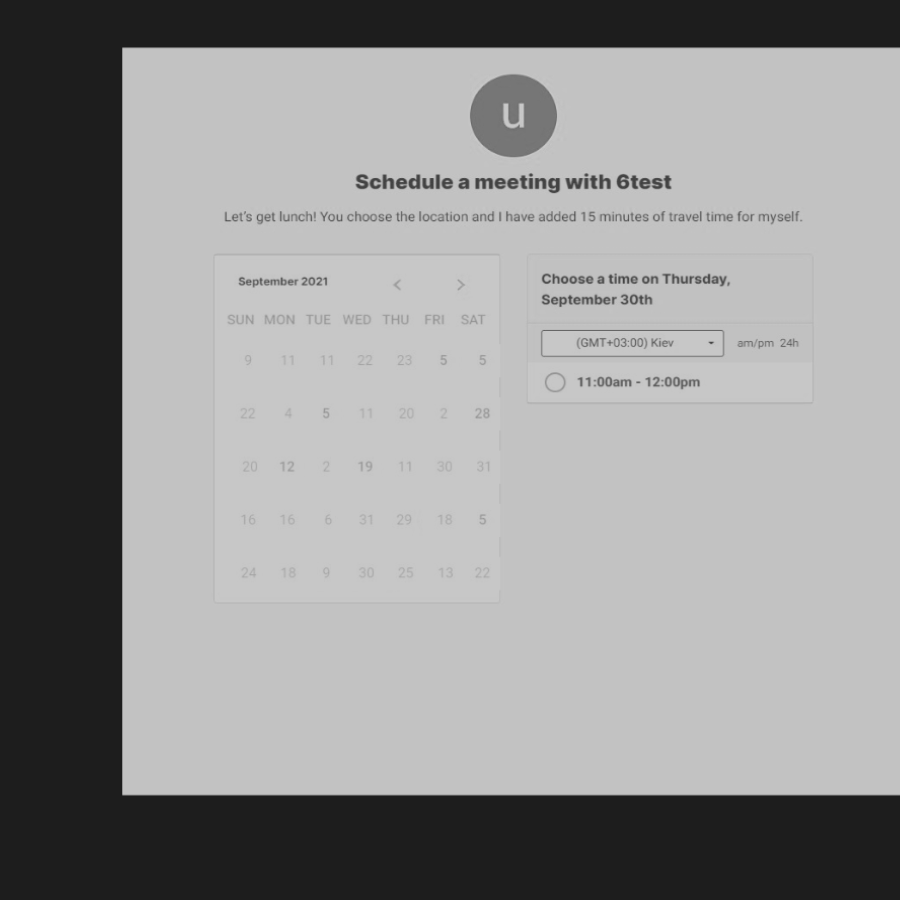 u
Schedule a meeting with 6test
Let's get lunch! You choose the location and I have added 15 minutes of travel time for myself.
September 2021 < >
SUN MON TUE WED THU FRI SAT
9 11 11 22 23 5 5
22 4 5 11 20 2 28
20 12 2 19 11 30 31
16 16 6 31 29 18 5
24 18 9 30 25 13 22
Choose a time on Thursday,
September 30th
(GMT+03:00) Kiev am/pm 24h
11:00am - 12:00pm